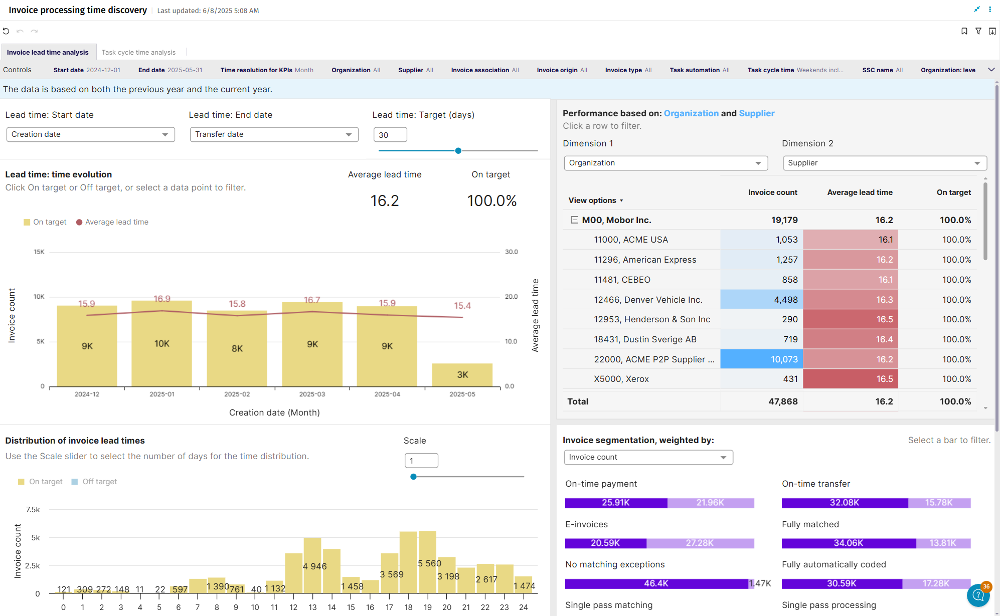 Invoice processing time discovery
Last updated: 6/8/2025 5:08 AM
Invoice lead time analysis
Task cycle time analysis
Controls
Start date 2024-12-01
End date 2025-05-31
Time resolution for KPIs Month
Organization All
Supplier All
Invoice association All
Invoice origin All
Invoice type All
Task automation All
Task cycle time Weekends incl...
SSC name All
Organization: leve
The data is based on both the previous year and the current year.
Lead time: Start date
Lead time: End date
Lead time: Target (days)
Creation date
Transfer date
30
Lead time: time evolution
Click On target or Off target, or select a data point to filter.
Average lead time
16.2
On target
100.0%
On target
Average lead time
15K
10K
5K
0
Invoice count
30.0
20.0
10.0
0.0
Average lead time
15.9
16.9
15.8
16.7
15.9
15.4
9K
10K
8K
9K
9K
3K
2024-12
2025-01
2025-02
2025-03
2025-04
2025-05
Creation date (Month)
Performance based on: Organization and Supplier
Click a row to filter.
Dimension 1
Dimension 2
Organization
Supplier
View options
Invoice count
Average lead time
On target
M00, Mobor Inc. 19,179 16.2 100.0%
11000, ACME USA 1,053 16.1 100.0%
11296, American Express 1,257 16.2 100.0%
11481, CEBEO 858 16.1 100.0%
12466, Denver Vehicle Inc. 4,498 16.3 100.0%
12953, Henderson & Son Inc 290 16.5 100.0%
18431, Dustin Sverige AB 719 16.4 100.0%
22000, ACME P2P Supplier ... 10,073 16.2 100.0%
X5000, Xerox 431 16.5 100.0%
Total 47,868 16.2 100.0%
Distribution of invoice lead times
Use the Scale slider to select the number of days for the time distribution.
Scale
1
On target
Off target
7.5k
5k
2.5k
0
Invoice count
121
309
272
148
11
22
597
1 390
761
40
1 132
4 946
1 458
3 569
5 560
3 198
2 617
1 474
0 1 2 3 4 5 6 7 8 9 10 11 12 13 14 15 16 17 18 19 20 21 22 23 24
Invoice segmentation, weighted by:
Select a bar to filter.
Invoice count
On-time payment
25.91K 21.96K
On-time transfer
32.08K 15.78K
E-invoices
20.59K 27.28K
Fully matched
34.06K 13.81K
No matching exceptions
46.4K 1.47K
Fully automatically coded
30.59K 17.28K
Single pass matching
Single pass processing
36
?